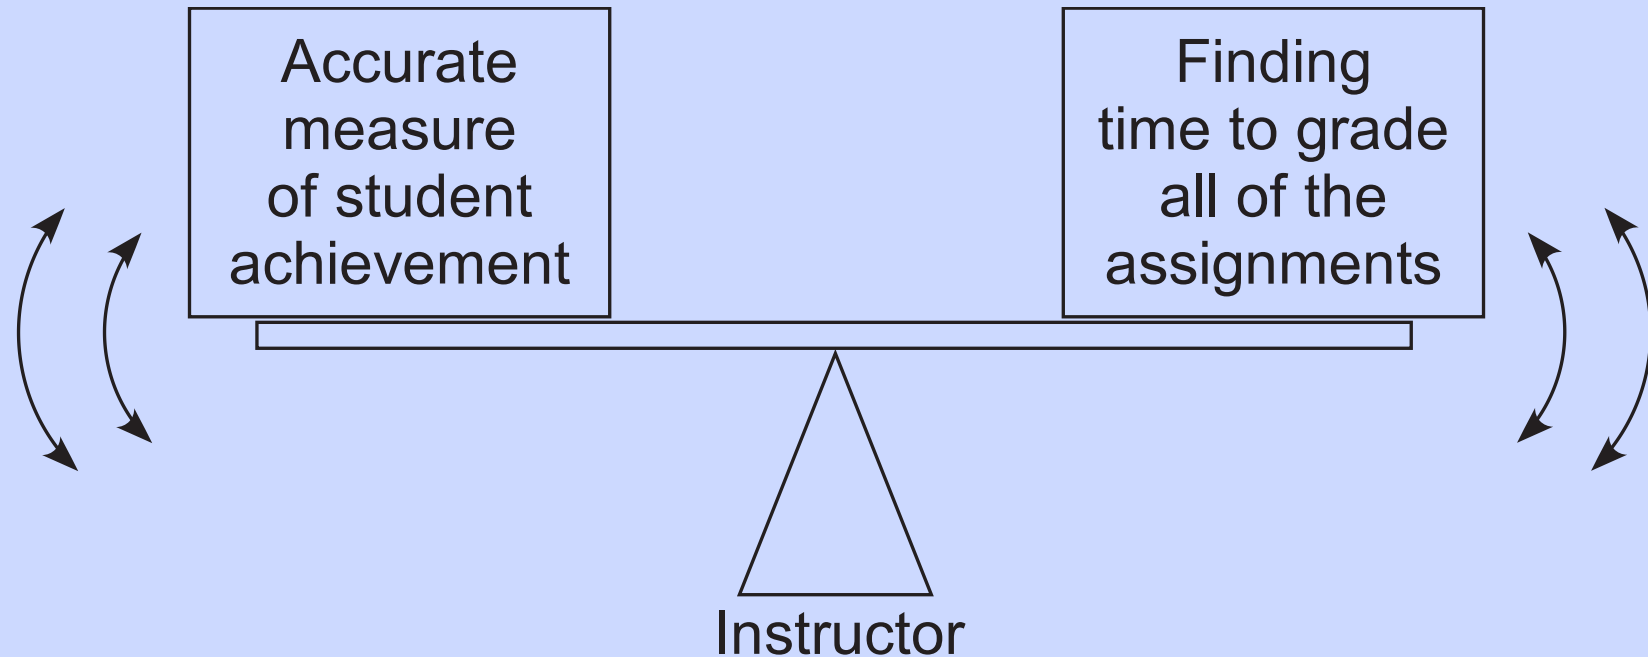 Accurate
measure
of student
achievement
Finding
time to grade
all of the
assignments
Instructor